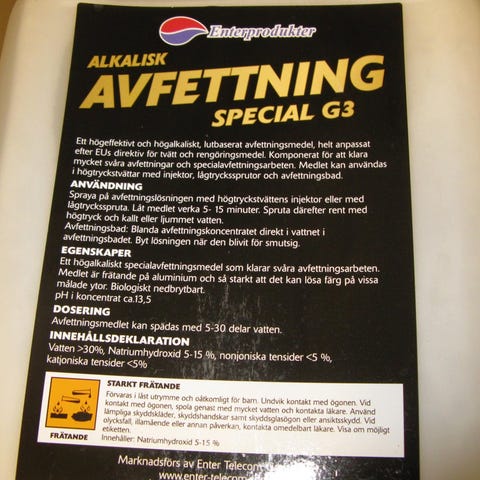 Enterprodukter
ALKALISK
AVFETTNING
SPECIAL G3
Ett högeffektivt och högalkaliskt, lutbaserat avfettningsmedel, helt anpassat
efter EUs direktiv för tvätt och rengöringsmedel. Komponerat för att klara
mycket svåra avfettningar och specialavfettningsarbeten. Medlet kan användas
i högtryckstvättar med injektor, lågtryckssprutor och avfettningsbad.
ANVÄNDNING
Spraya på avfettningslösningen med högtryckstvättens injektor eller med
lågtrycksspruta. Låt medlet verka 5- 15 minuter. Spruta därefter rent med
högtryck och kallt eller ljummet vatten.
Avfettningsbad: Blanda avfettningskoncentratet direkt i vattnet i
avfettningsbadet. Byt lösningen när den blivit för smutsig.
EGENSKAPER
Ett högalkaliskt specialavfettningsmedel som klarar svåra avfettningsarbeten.
Medlet är frätande på aluminium och så starkt att det kan lösa färg på vissa
målade ytor. Biologiskt nedbrytbart.
pH i koncentrat ca.13,5
DOSERING
Avfettningsmedlet kan spädas med 5-30 delar vatten.
INNEHÅLLSDEKLARATION
Vatten >30%, Natriumhydroxid 5-15 %, nonjoniska tensider <5 %,
katjoniska tensider <5%
STARKT FRÄTANDE
Förvaras i låst utrymme och oåtkomligt för barn. Undvik kontakt med ögonen. Vid
kontakt med ögonen, spola genast med mycket vatten och kontakta läkare. Använd
lämpliga skyddskläder, skyddshandskar samt skyddsglasögon eller ansiktsskydd. Vid
olycksfall, illamående eller annan påverkan, kontakta omedelbart läkare. Visa om möjligt
etiketten.
Innehåller: Natriumhydroxid 5-15 %
FRÄTANDE
Marknadsförs av Enter Telecom
www.enter-telecom